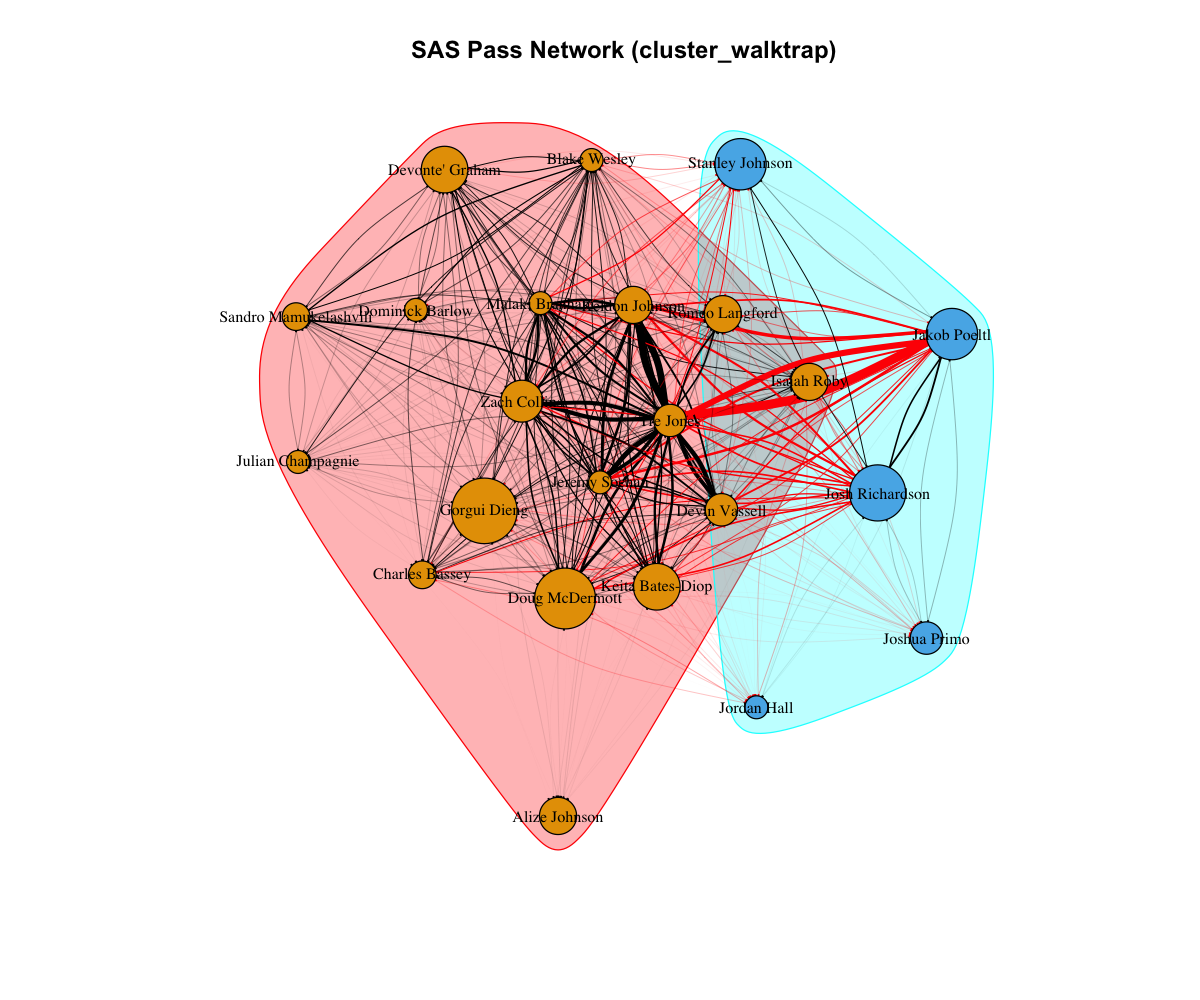 SAS Pass Network (cluster_walktrap)
Blake Wesley
Stanley Johnson
Devonte' Graham
Malaki Branham
Keldon Johnson
Romeo Langford
Dominick Barlow
Sandro Mamukelashvili
Jakob Poeltl
Isaiah Roby
Zach Collins
Tre Jones
Julian Champagnie
Jeremy Sochan
Josh Richardson
Gorgui Dieng
Devin Vassell
Charles Bassey
Keita Bates-Diop
Doug McDermott
Joshua Primo
Jordan Hall
Alize Johnson